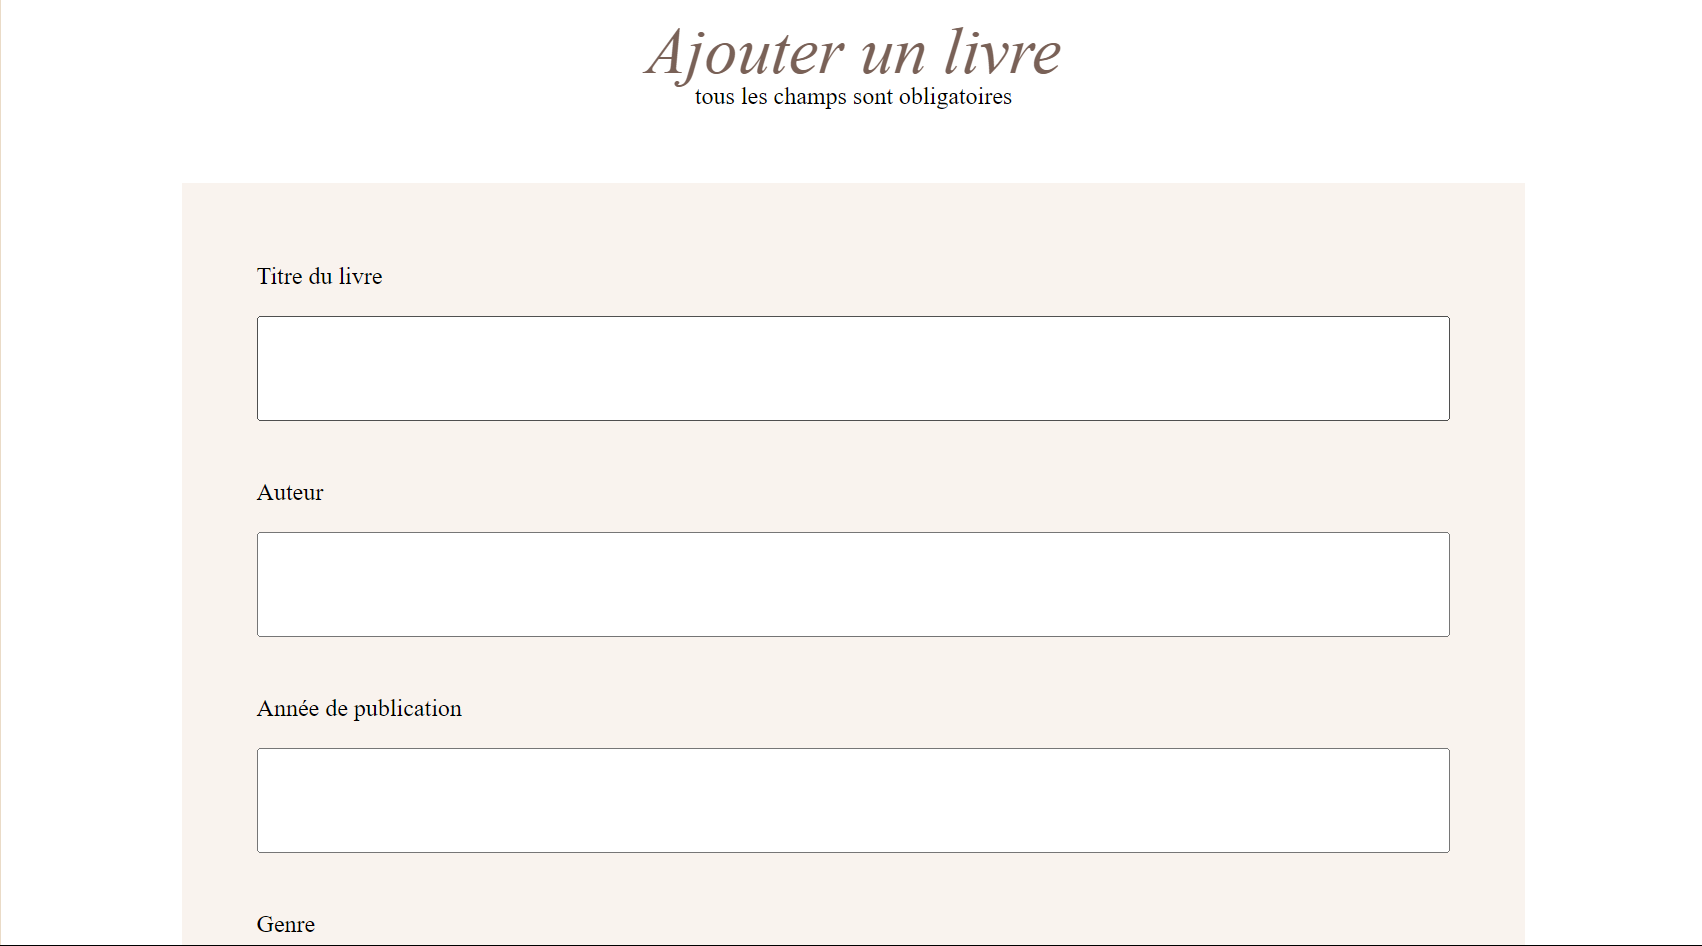 Ajouter un livre
tous les champs sont obligatoires
Titre du livre
Auteur
Année de publication
Genre